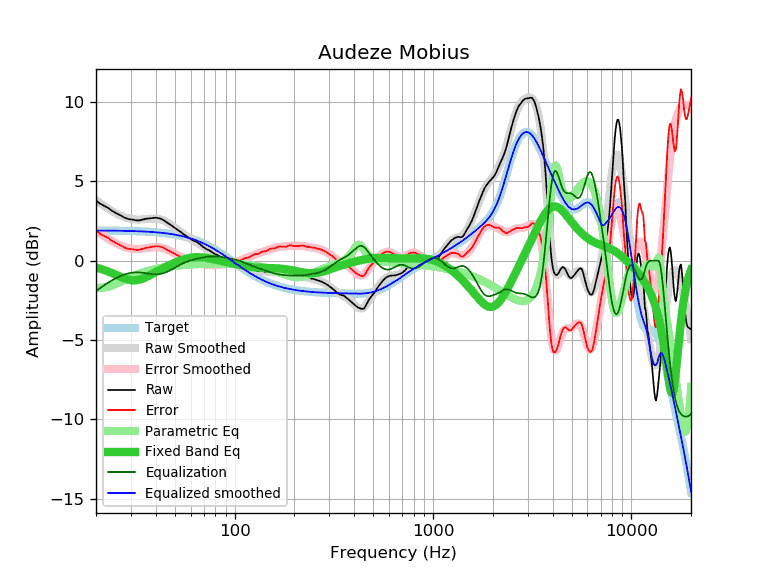 Audeze Mobius
10
5
0
−5
−10
−15
Amplitude (dBr)
Target
Raw Smoothed
Error Smoothed
Raw
Error
Parametric Eq
Fixed Band Eq
Equalization
Equalized smoothed
100
1000
10000
Frequency (Hz)